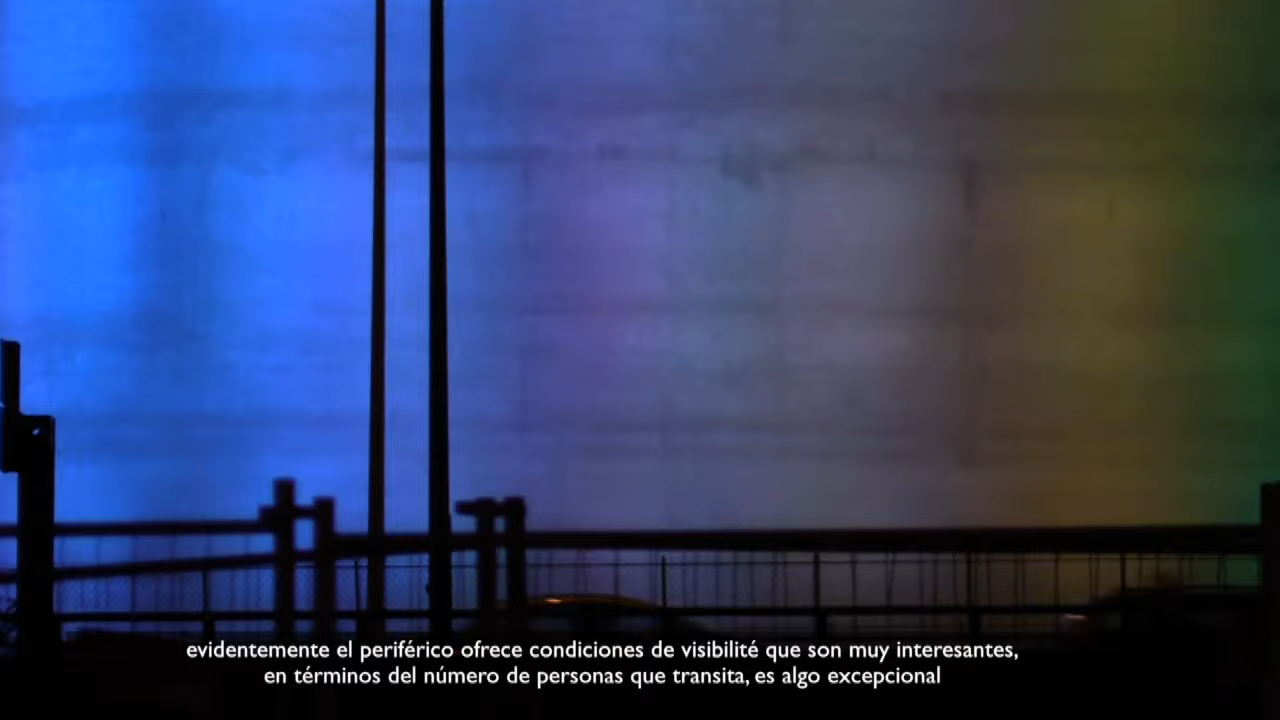 evidentemente el periférico ofrece condiciones de visibilité que son muy interesantes,
en términos del número de personas que transita, es algo excepcional